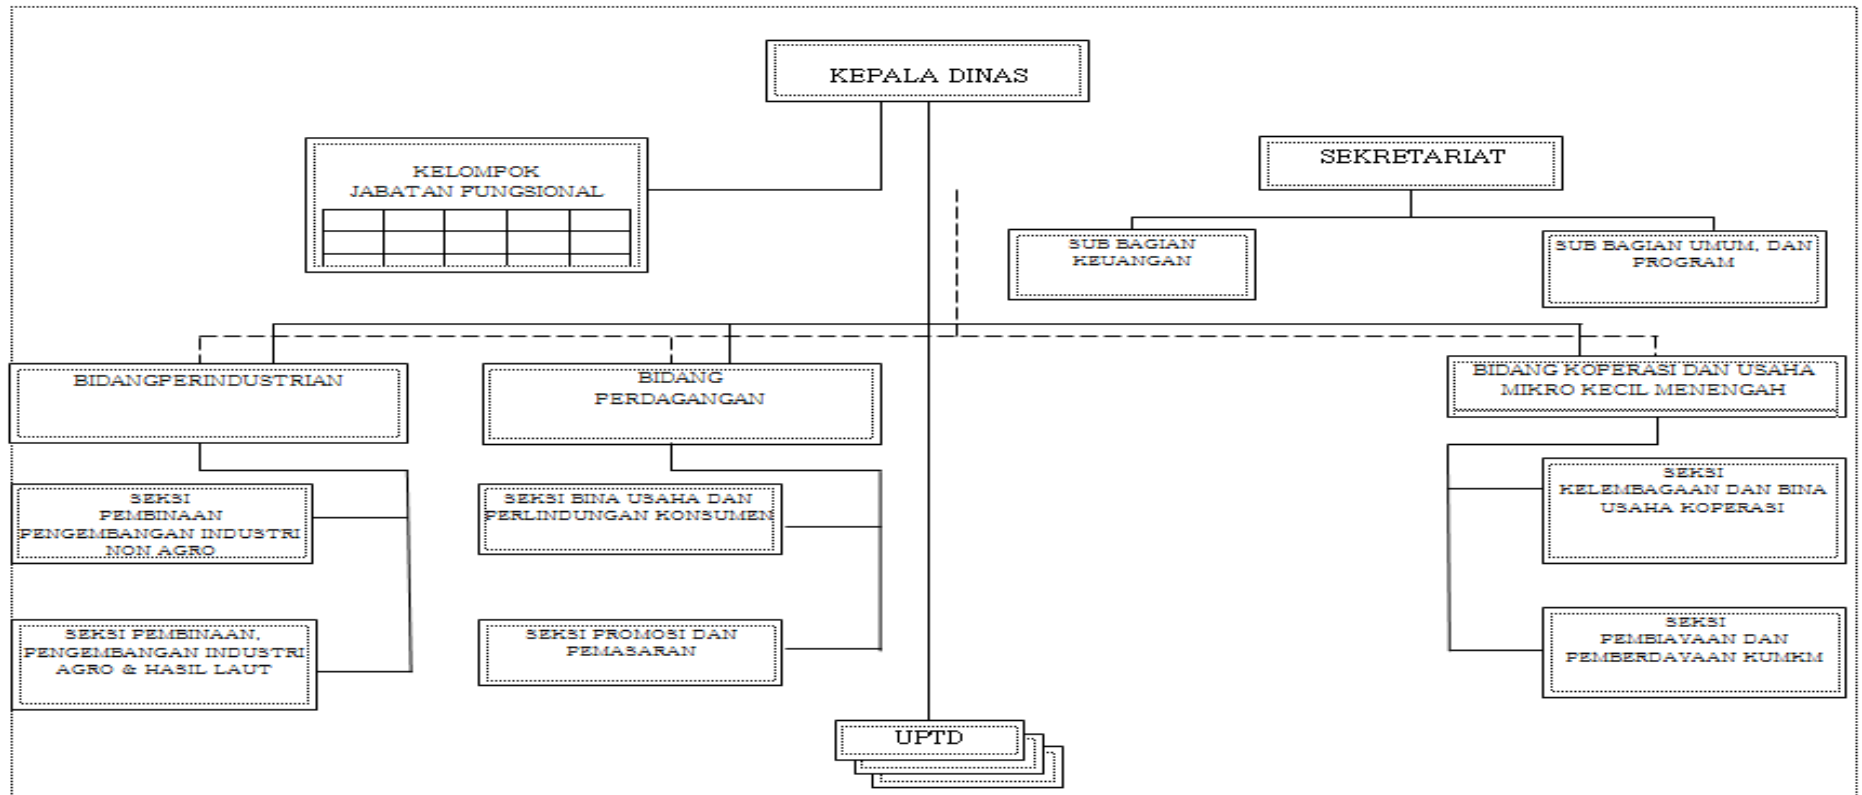 KEPALA DINAS
KELOMPOK
JABATAN FUNGSIONAL
SEKRETARIAT
SUB BAGIAN
KEUANGAN
SUB BAGIAN UMUM, DAN
PROGRAM
BIDANGPERINDUSTRIAN
BIDANG
PERDAGANGAN
BIDANG KOPERASI DAN USAHA
MIKRO KECIL MENENGAH
SEKSI
PEMBINAAN
PENGEMBANGAN INDUSTRI
NON AGRO
SEKSI BINA USAHA DAN
PERLINDUNGAN KONSUMEN
SEKSI
KELEMBAGAAN DAN BINA
USAHA KOPERASI
SEKSI PEMBINAAN,
PENGEMBANGAN INDUSTRI
AGRO & HASIL LAUT
SEKSI PROMOSI DAN
PEMASARAN
SEKSI
PEMBIAYAAN DAN
PEMBERDAYAAN KUMKM
UPTD